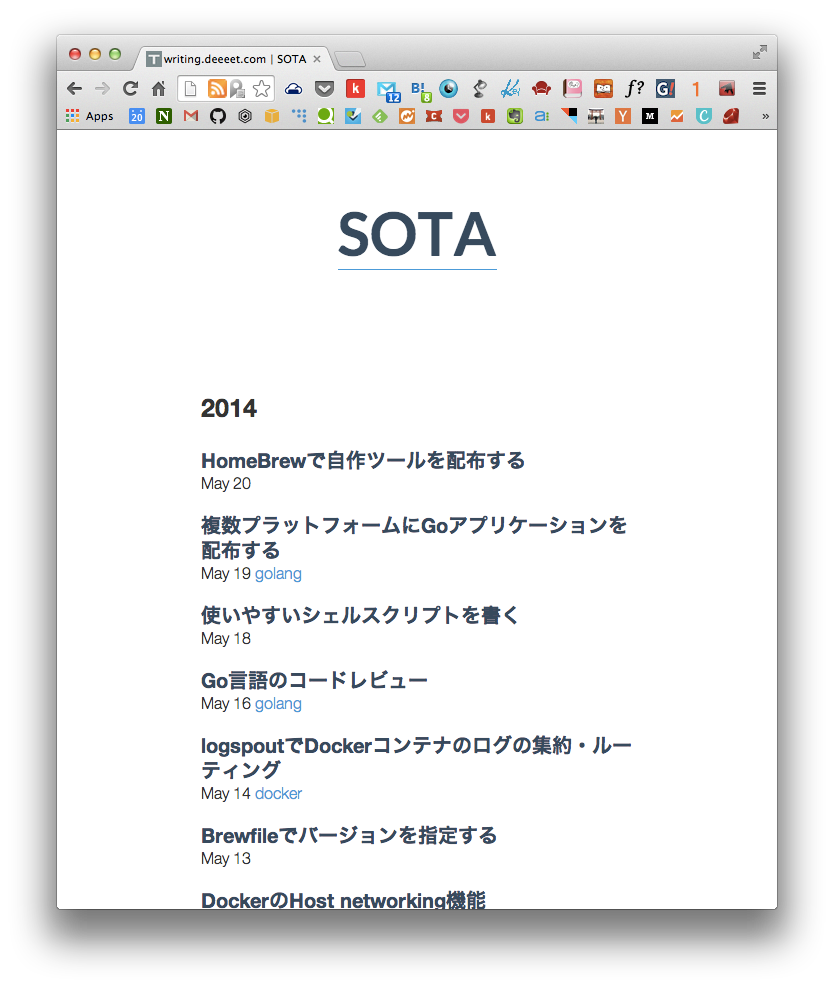 writing.deeeet.com | SOTA
12
B!
8
f?
G!
1
Apps
20
N
a:
Y
M
C
»
SOTA
2014
HomeBrewで自作ツールを配布する
May 20
複数プラットフォームにGoアプリケーションを
配布する
May 19 golang
使いやすいシェルスクリプトを書く
May 18
Go言語のコードレビュー
May 16 golang
logspoutでDockerコンテナのログの集約・ルー
ティング
May 14 docker
Brewfileでバージョンを指定する
May 13
DockerのHost networking機能